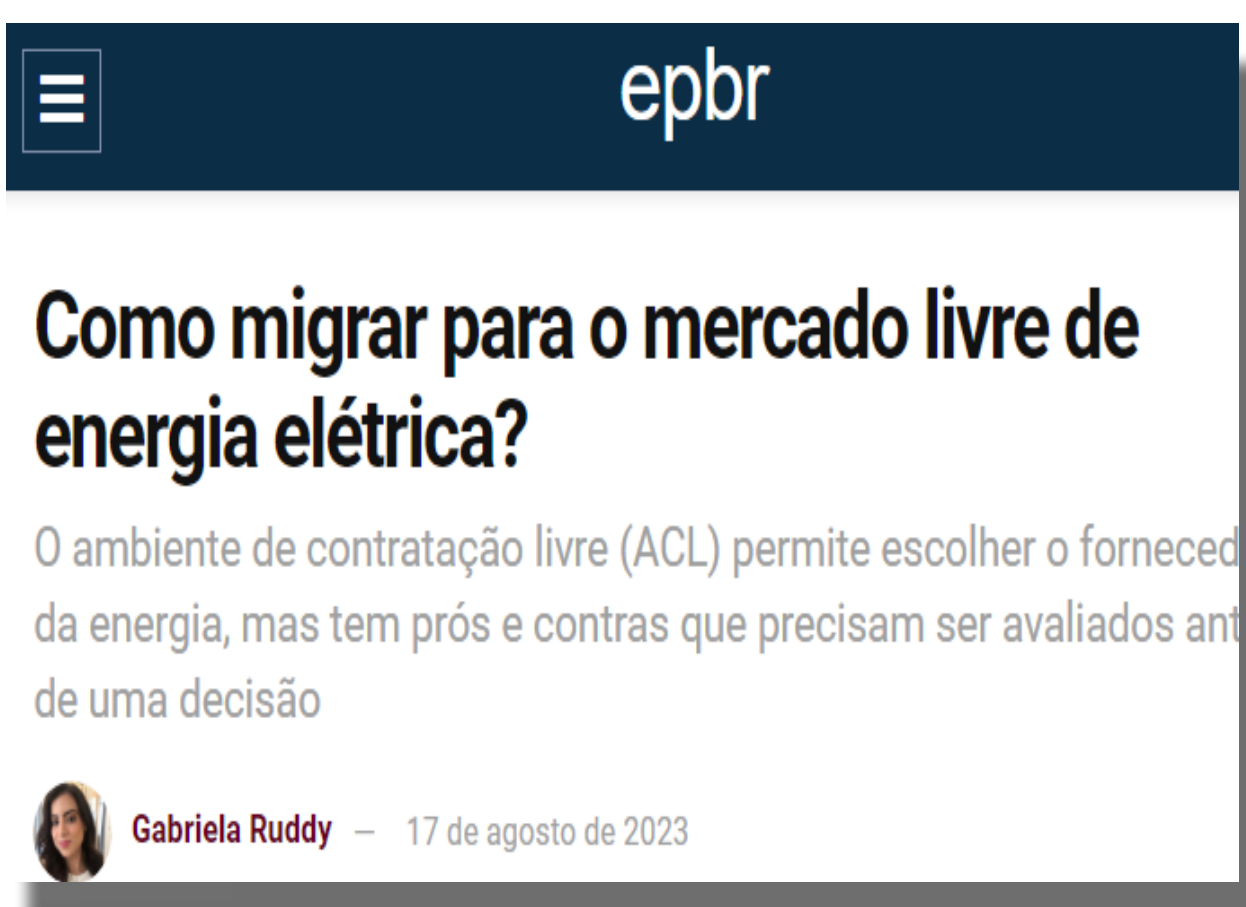 epbr
Como migrar para o mercado livre de
energia elétrica?
O ambiente de contratação livre (ACL) permite escolher o forneced
da energia, mas tem prós e contras que precisam ser avaliados ant
de uma decisão
Gabriela Ruddy — 17 de agosto de 2023